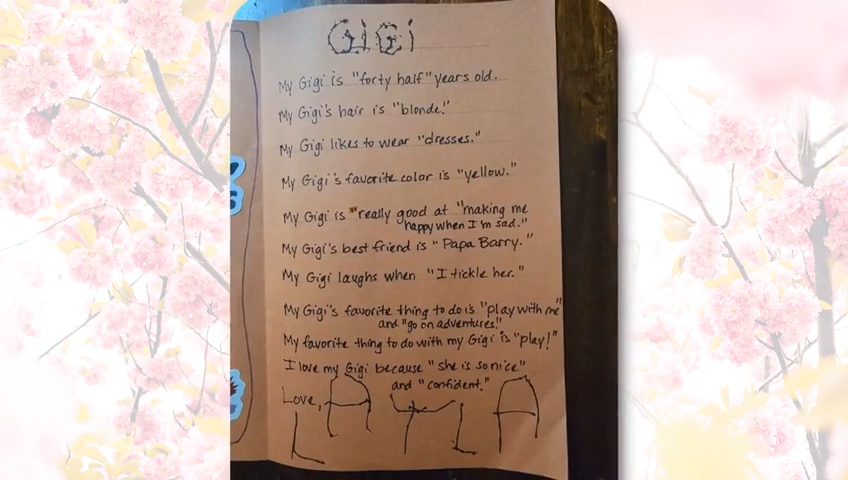 GiGi
My Gigi is "forty half" years old.
My Gigi's hair is "blonde!"
My Gigi likes to wear "dresses."
My Gigi's favorite color is "yellow."
My Gigi is "really good at "making me
happy when I'm sad."
My Gigi's best friend is "Papa Barry."
My Gigi laughs when "I tickle her."
My Gigi's favorite thing to do is "play with me"
and "go on adventures."
My favorite thing to do with my Gigi is "play!"
I love my Gigi because "she is so nice"
and "confident."
Love,
LAYLA